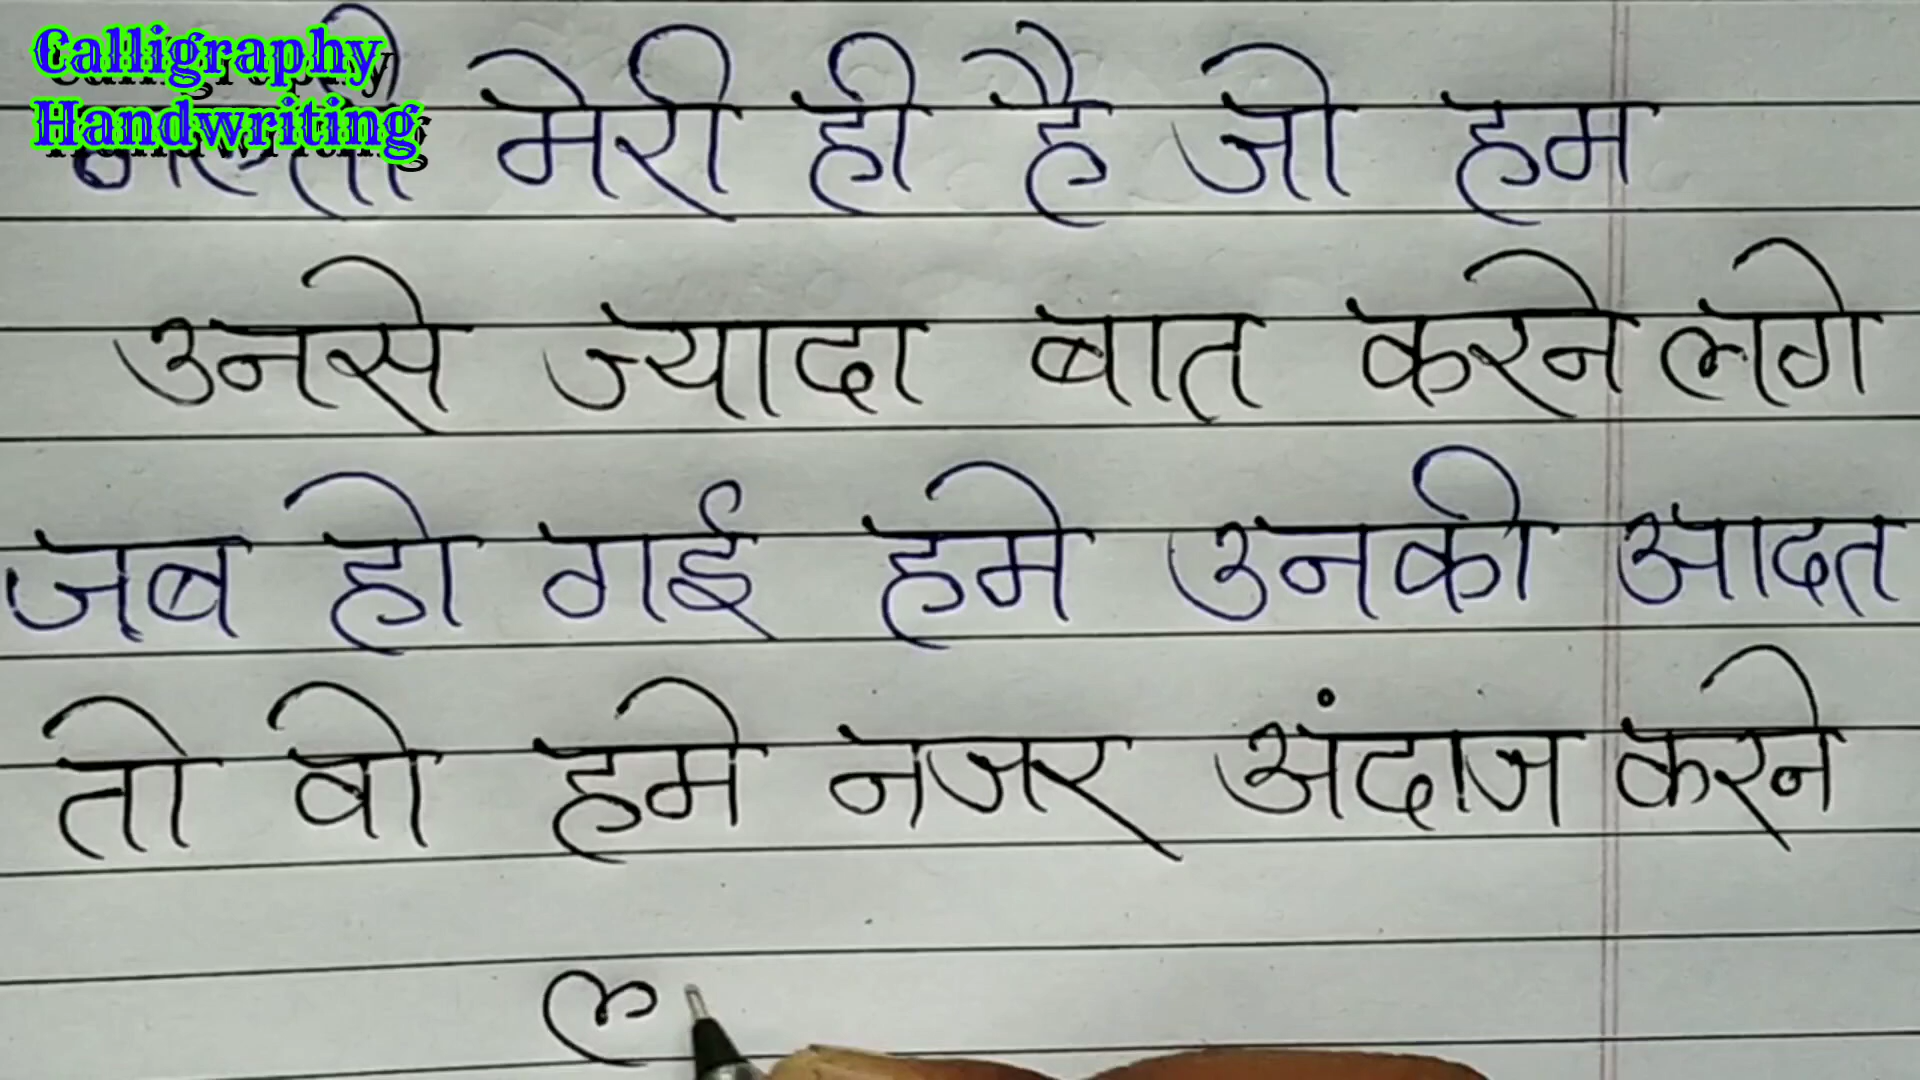 Calligraphy
Handwriting
मेरी ही है जो हम
उनसे ज्यादा बात करने लगे
जब हो गई हमे उनकी आदत
तो वो हमे नजर अंदाज करने